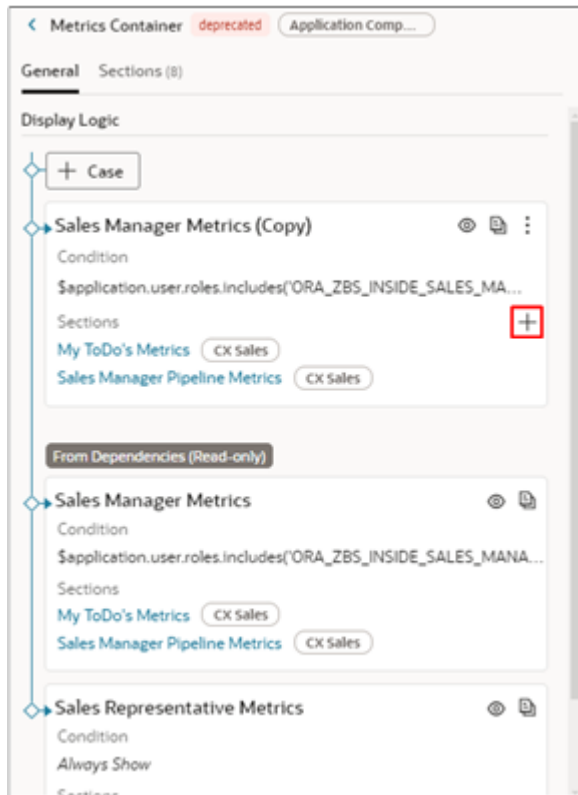 Metrics Container deprecated Application Comp...
General Sections (8)
Display Logic
+ Case
Sales Manager Metrics (Copy)
Condition
$application.user.roles.includes('ORA_ZBS_INSIDE_SALES_MA...
Sections
My ToDo's Metrics CX Sales
Sales Manager Pipeline Metrics CX Sales
From Dependencies (Read-only)
Sales Manager Metrics
Condition
$application.user.roles.includes('ORA_ZBS_INSIDE_SALES_MANA...
Sections
My ToDo's Metrics CX Sales
Sales Manager Pipeline Metrics CX Sales
Sales Representative Metrics
Condition
Always Show
Sections